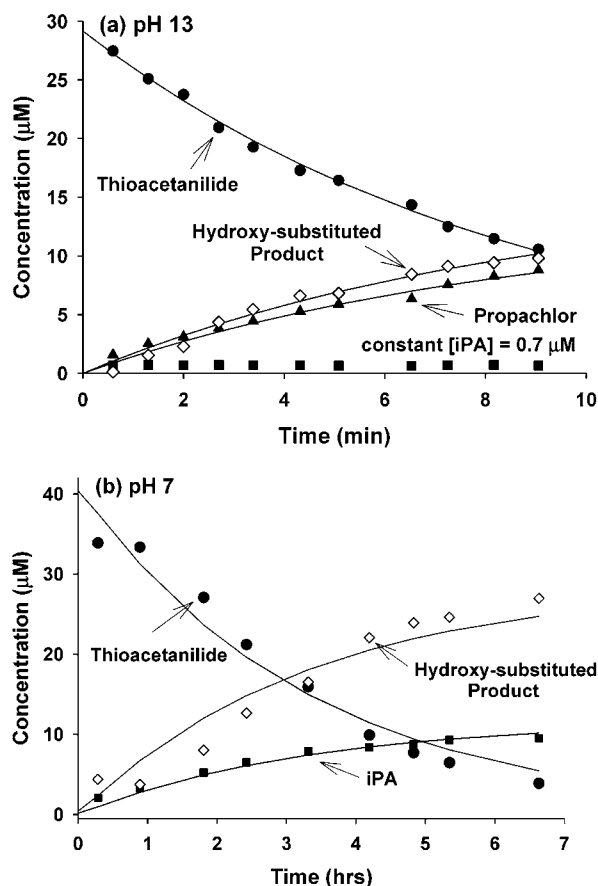 (a) pH 13
Concentration (μM)
30
25
20
15
10
5
0
Thioacetanilide
Hydroxy-substituted
Product
Propachlor
constant [iPA] = 0.7 μM
0 2 4 6 8 10
Time (min)
(b) pH 7
Concentration (μM)
40
30
20
10
0
Thioacetanilide
Hydroxy-substituted
Product
iPA
0 1 2 3 4 5 6 7
Time (hrs)